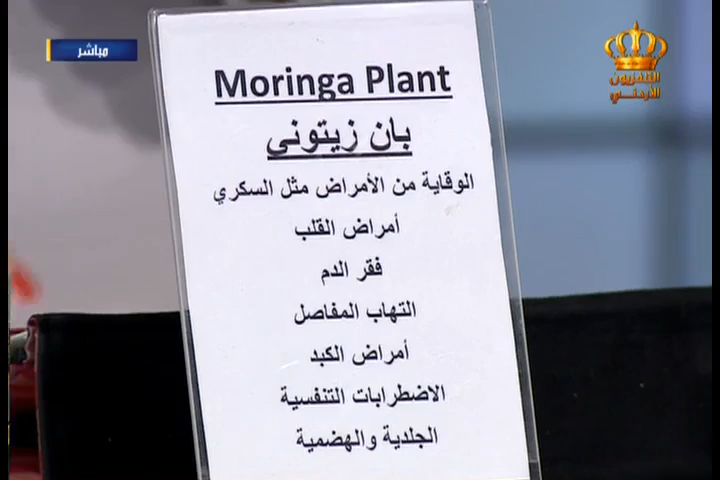 مباشر
التلفزيون
الأردني
Moringa Plant
بان زيتوني
الوقاية من الأمراض مثل السكري
أمراض القلب
فقر الدم
التهاب المفاصل
أمراض الكبد
الاضطرابات التنفسية
الجلدية والهضمية